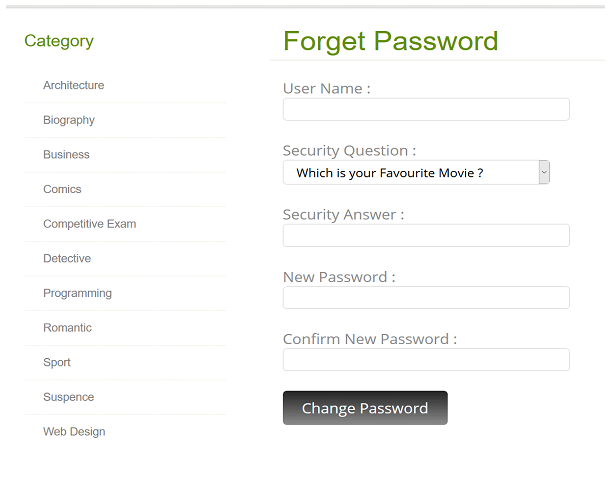 Category
Architecture
Biography
Business
Comics
Competitive Exam
Detective
Programming
Romantic
Sport
Suspence
Web Design
Forget Password
User Name :
Security Question :
Which is your Favourite Movie ?
Security Answer :
New Password :
Confirm New Password :
Change Password